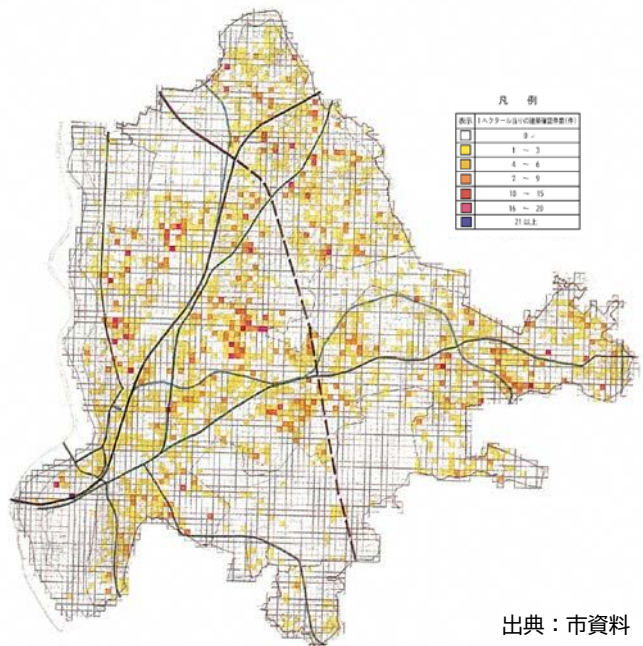 凡 例
表示 1ヘクタール当りの建築確認件数(件)
0
1 ～ 3
4 ～ 6
7 ～ 9
10 ～ 15
16 ～ 20
21以上
出典：市資料